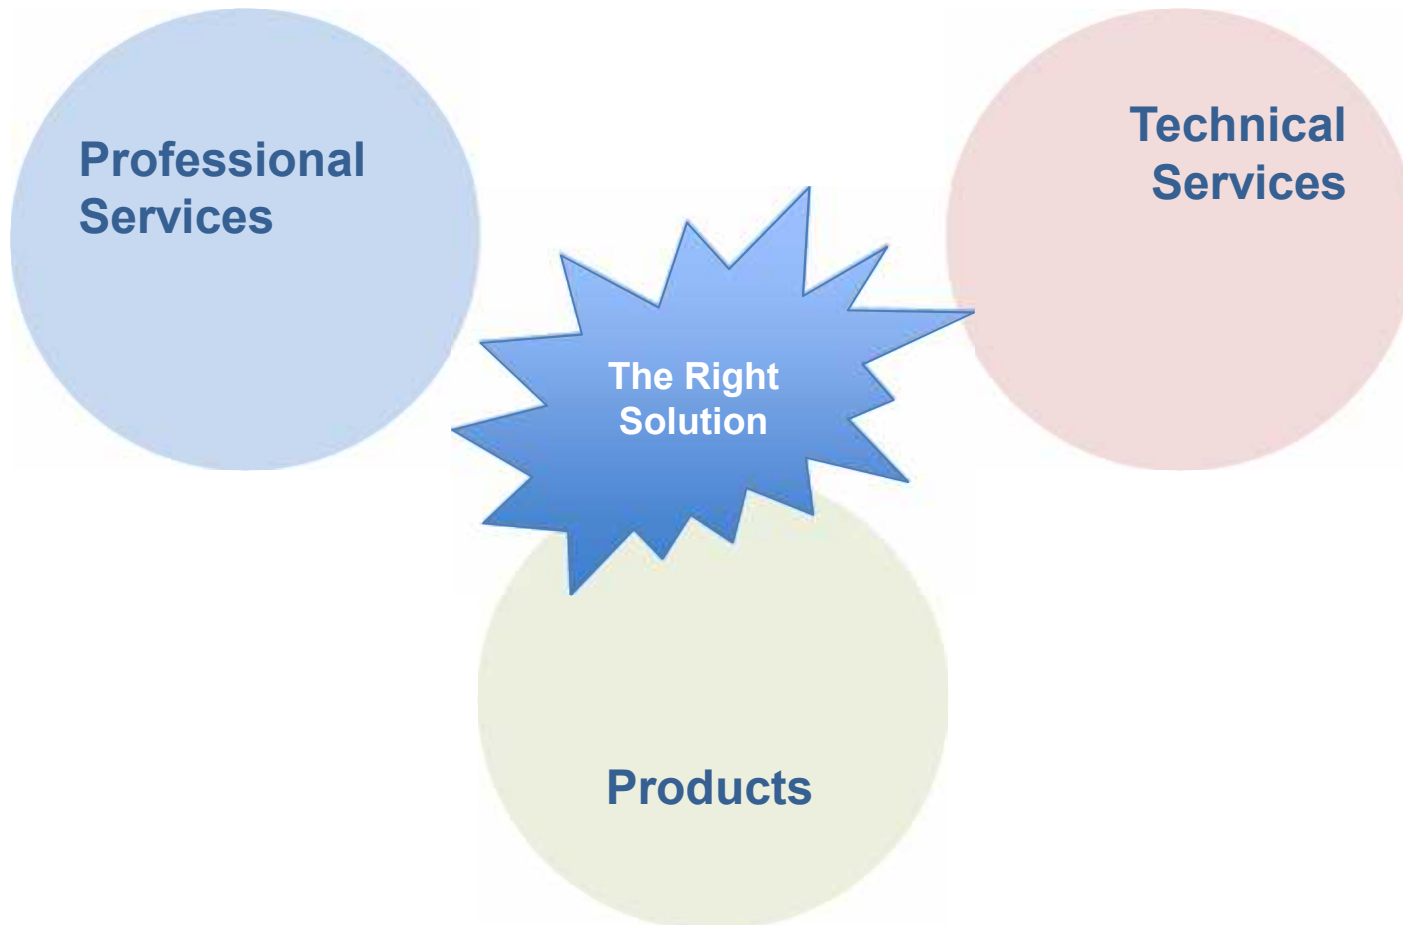 Professional
Services
Technical
Services
The Right
Solution
Products